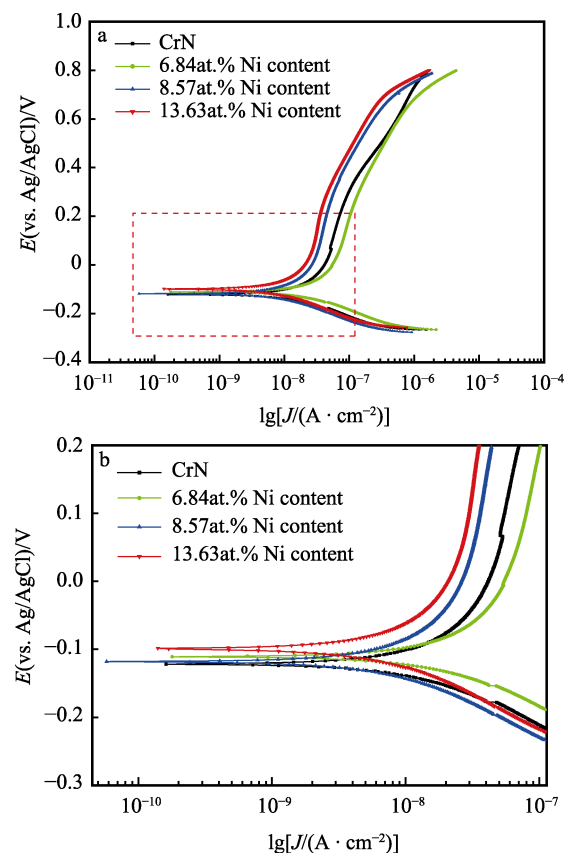 a
CrN
6.84at.% Ni content
8.57at.% Ni content
13.63at.% Ni content
E(vs. Ag/AgCl)/V
1.0
0.8
0.6
0.4
0.2
0
−0.2
−0.4
10⁻¹¹ 10⁻¹⁰ 10⁻⁹ 10⁻⁸ 10⁻⁷ 10⁻⁶ 10⁻⁵ 10⁻⁴
lg[J/(A · cm⁻²)]
b
CrN
6.84at.% Ni content
8.57at.% Ni content
13.63at.% Ni content
E(vs. Ag/AgCl)/V
0.2
0.1
0.0
−0.1
−0.2
−0.3
10⁻¹⁰ 10⁻⁹ 10⁻⁸ 10⁻⁷
lg[J/(A · cm⁻²)]